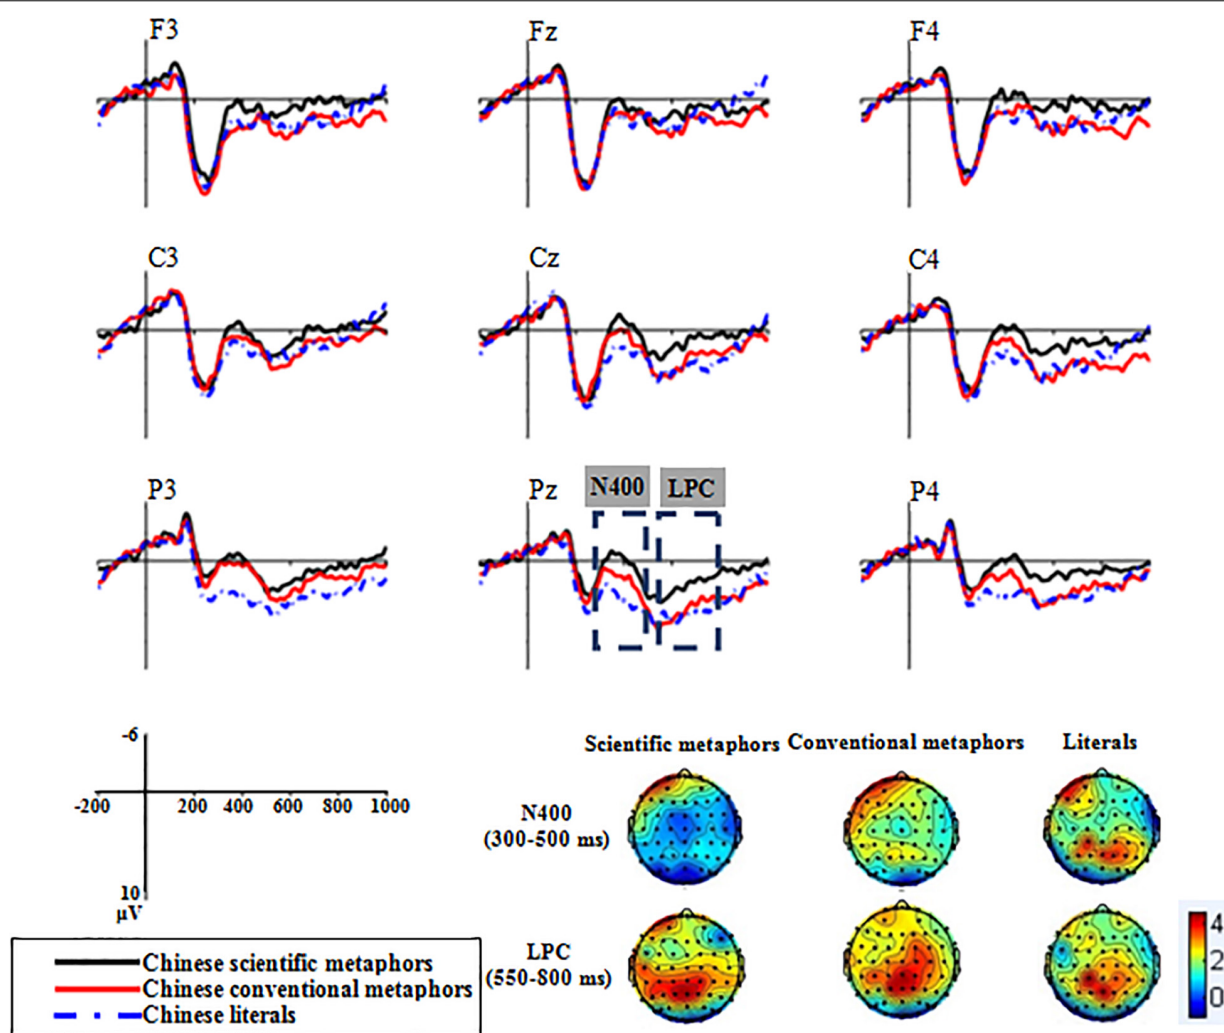 F3 Fz F4
C3 Cz C4
N400 LPC
P3 Pz P4
-6
-200 200 400 600 800 1000
10
µV
Scientific metaphors Conventional metaphors Literals
N400
(300-500 ms)
LPC
(550-800 ms)
4
2
0
Chinese scientific metaphors
Chinese conventional metaphors
Chinese literals